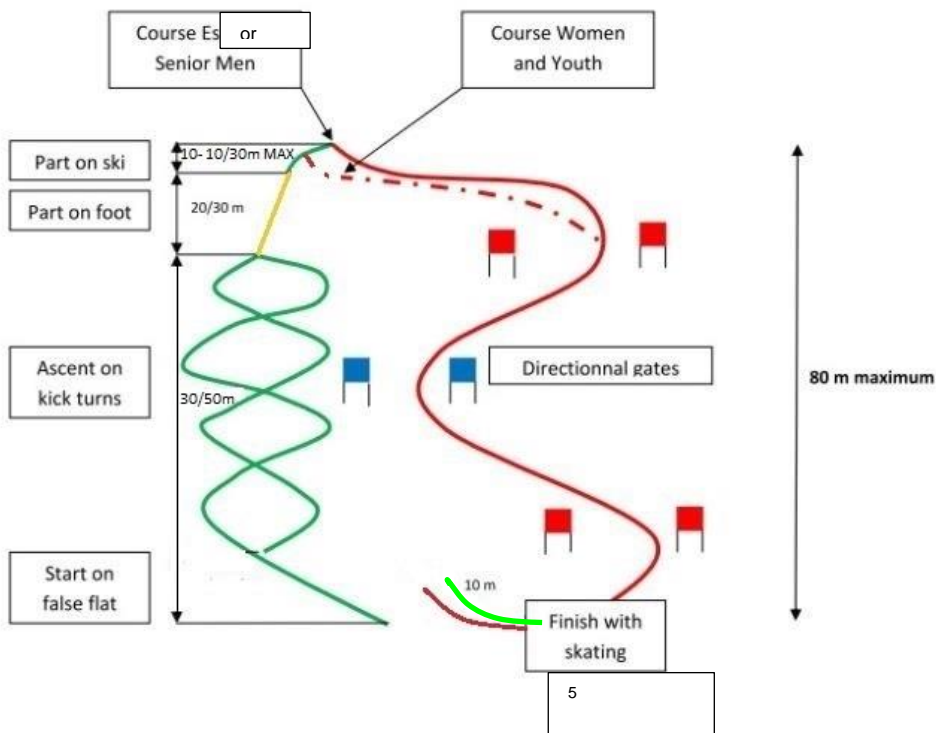 Course Es or
Senior Men
Course Women
and Youth
Part on ski
10- 10/30m MAX
Part on foot
20/30 m
Ascent on
kick turns
30/50m
Directionnal gates
80 m maximum
Start on
false flat
10 m
Finish with
skating
5